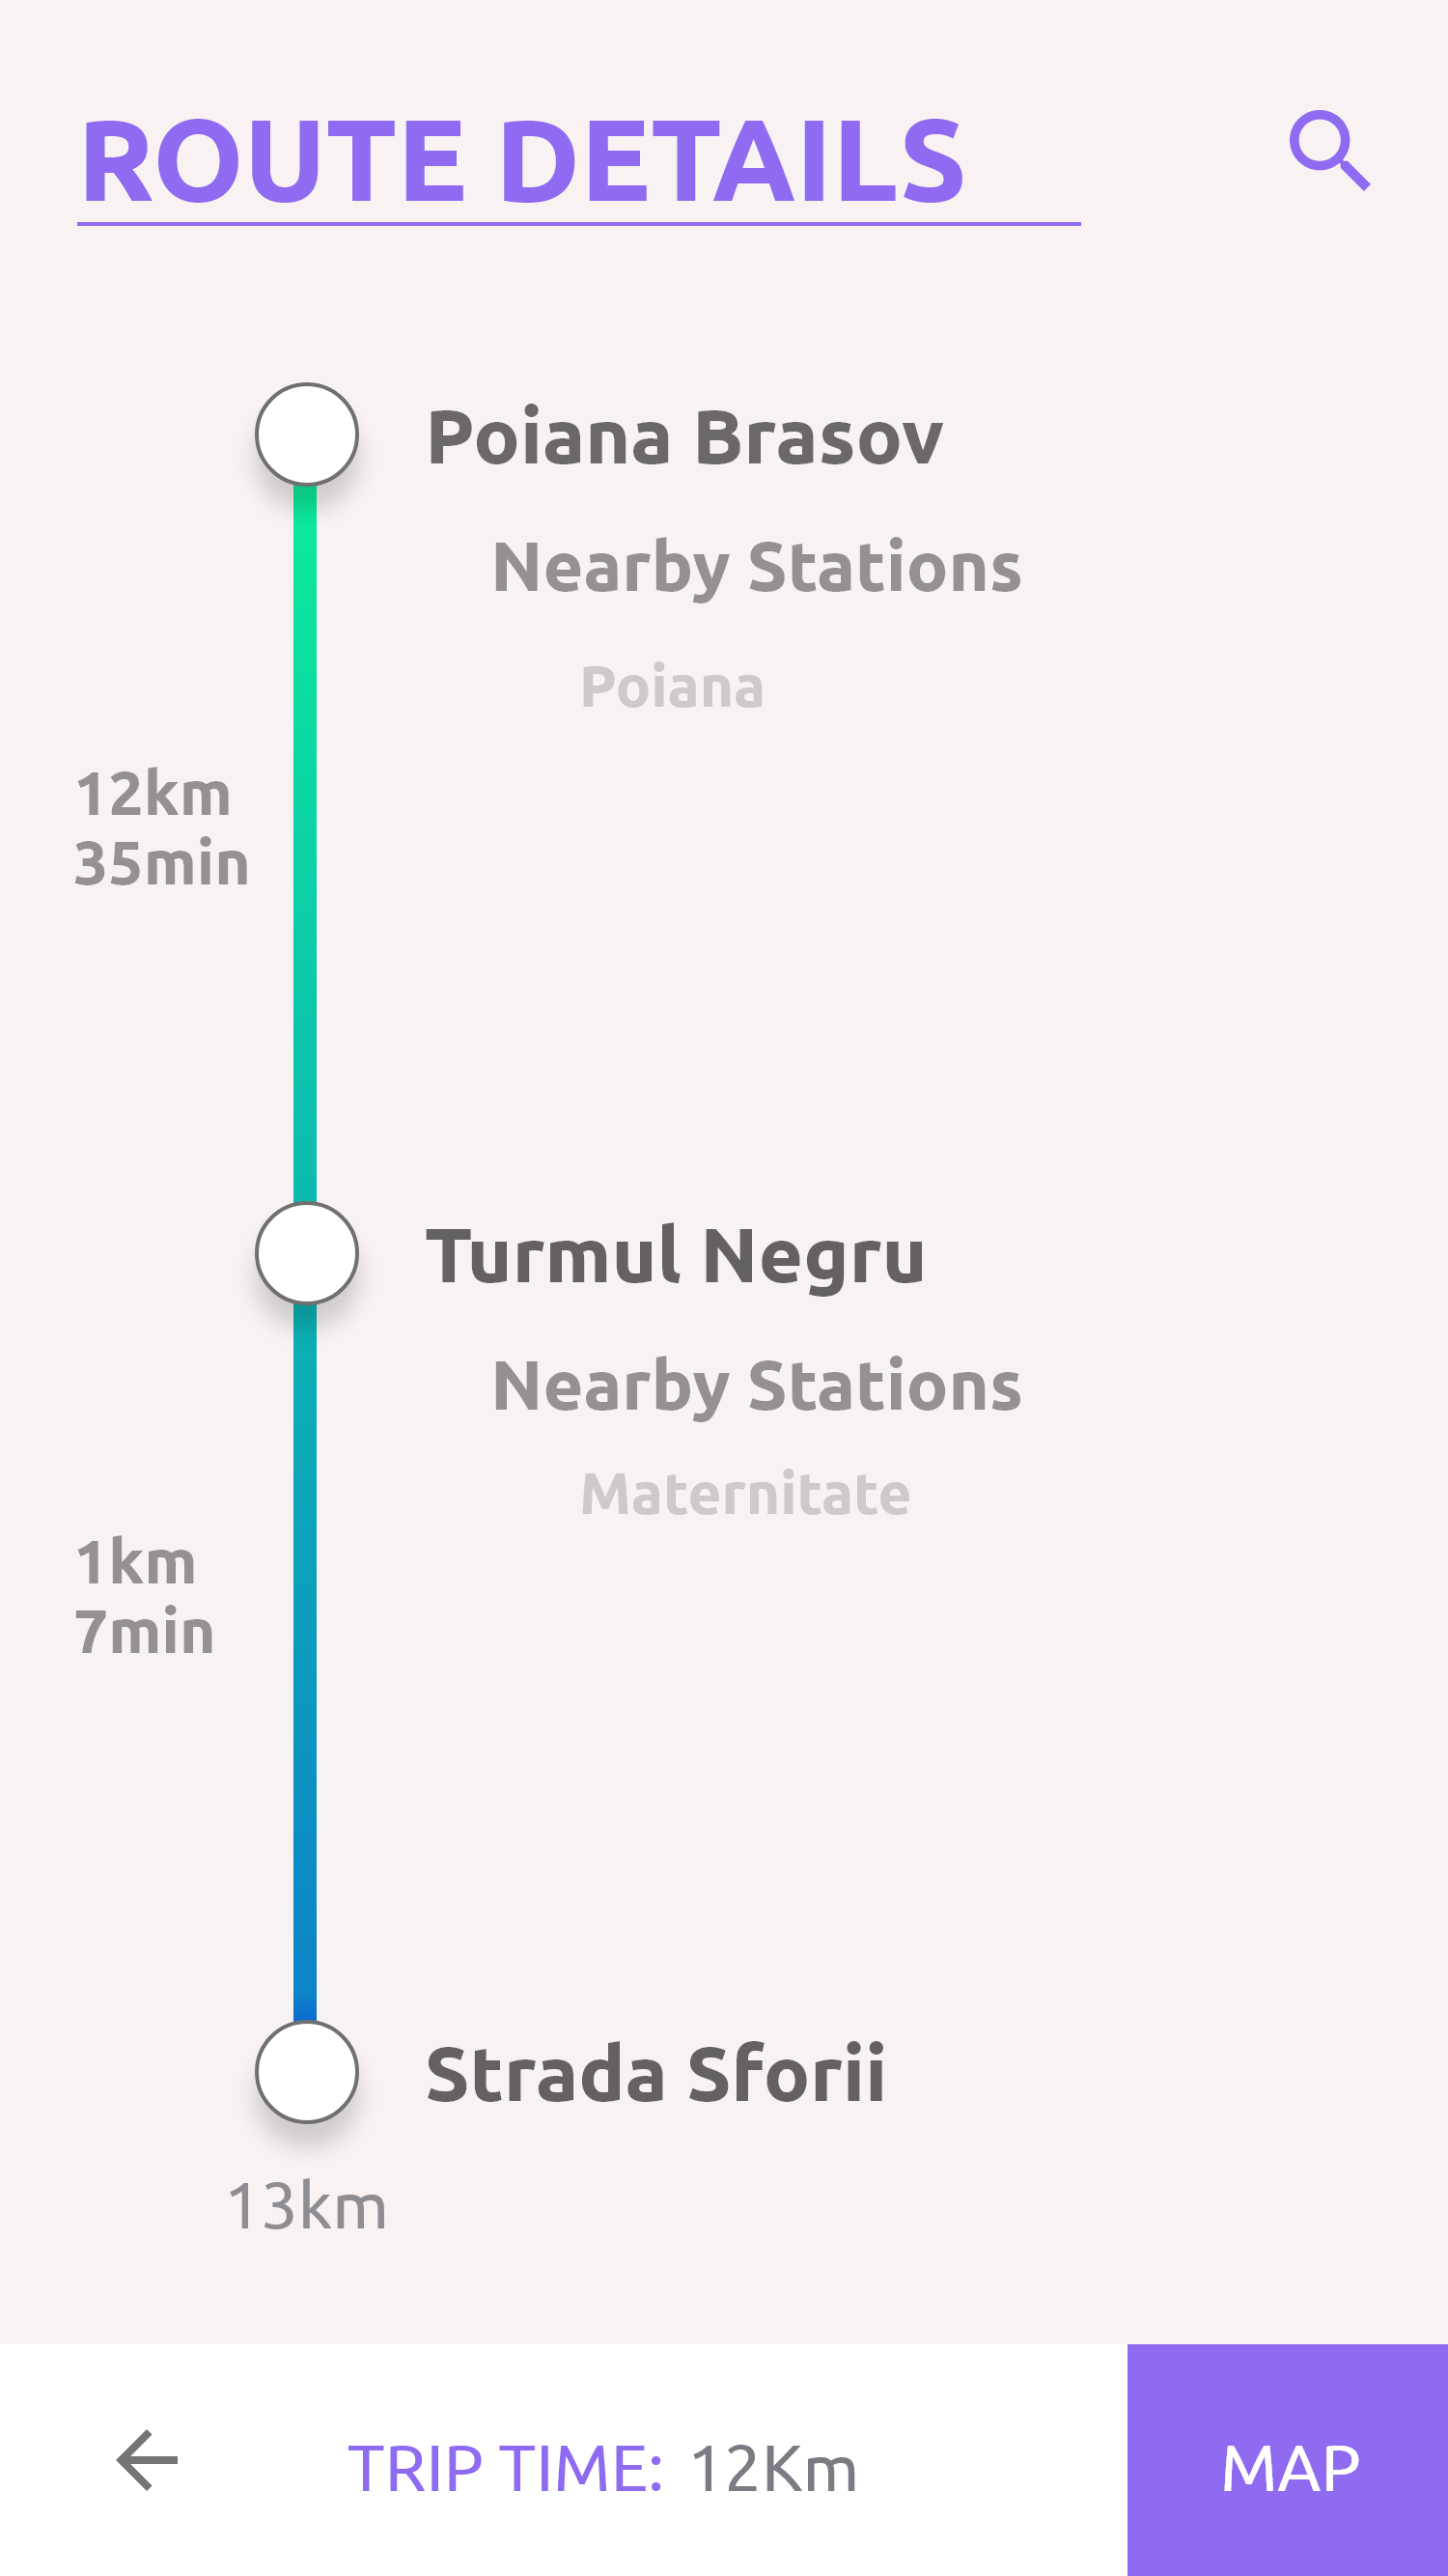 ROUTE DETAILS
Poiana Brasov
Nearby Stations
Poiana
12km
35min
Turmul Negru
Nearby Stations
Maternitate
1km
7min
Strada Sforii
13km
TRIP TIME: 12Km
MAP